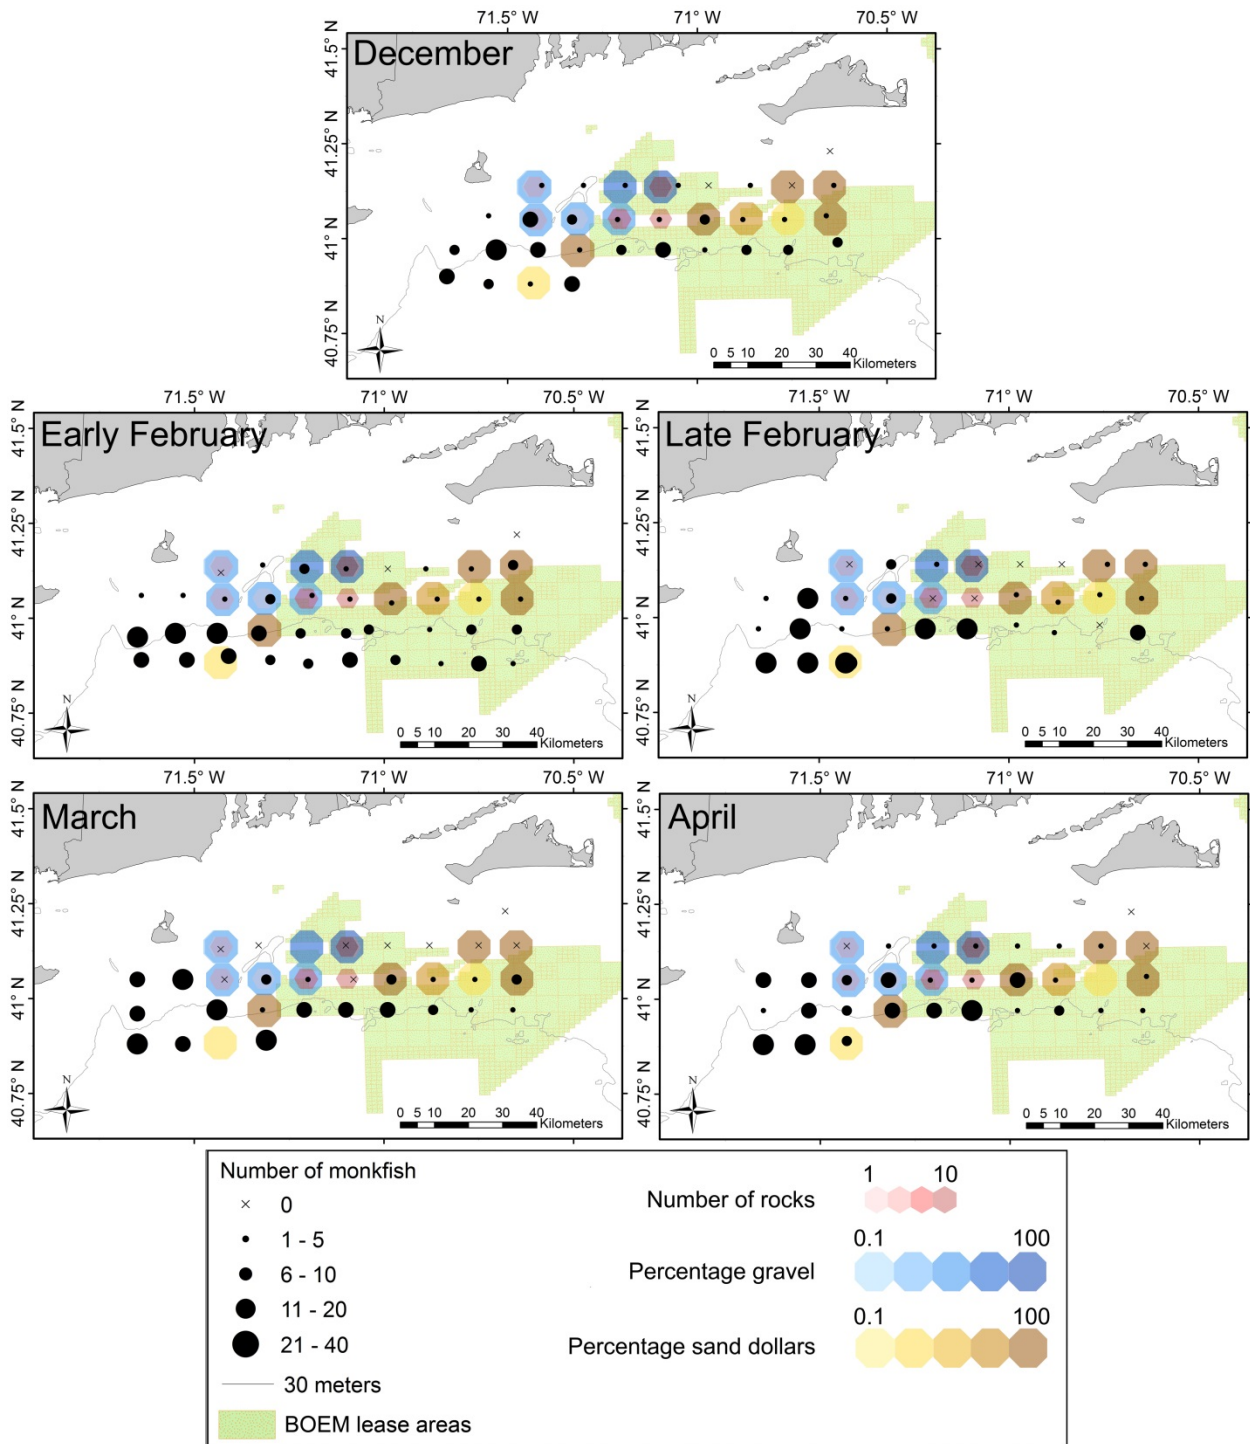 71.5° W 71° W 70.5° W
December
41.5° N
41.25° N
41° N
40.75° N
N
0 5 10 20 30 40
Kilometers
71.5° W 71° W 70.5° W
Early February
41.5° N
41.25° N
41° N
40.75° N
N
0 5 10 20 30 40
Kilometers
71.5° W 71° W 70.5° W
Late February
41.5° N
41.25° N
41° N
40.75° N
N
0 5 10 20 30 40
Kilometers
71.5° W 71° W 70.5° W
March
41.5° N
41.25° N
41° N
40.75° N
N
0 5 10 20 30 40
Kilometers
71.5° W 71° W 70.5° W
April
41.5° N
41.25° N
41° N
40.75° N
N
0 5 10 20 30 40
Kilometers
Number of monkfish
0
1 - 5
6 - 10
11 - 20
21 - 40
30 meters
BOEM lease areas
1 10
Number of rocks
0.1 100
Percentage gravel
0.1 100
Percentage sand dollars